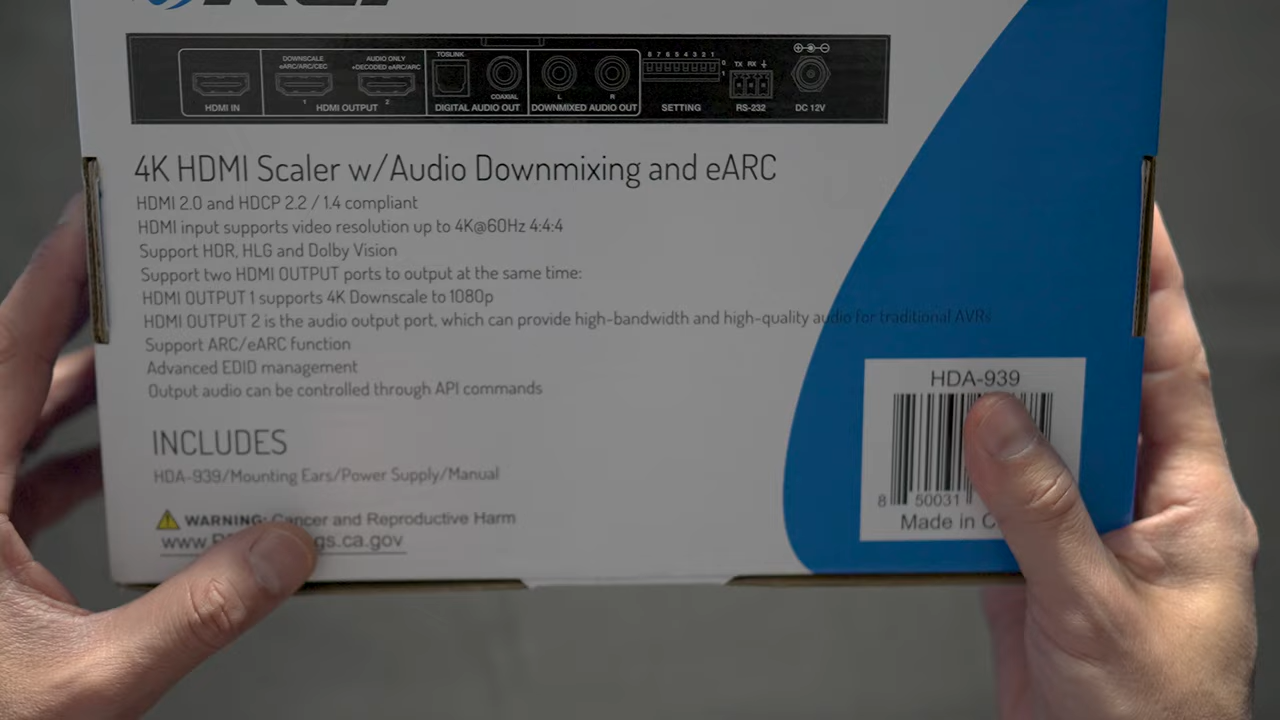 DOWNSCALE
eARC/ARC/CEC
AUDIO ONLY
+DECODED eARC/ARC
TOSLINK
COAXIAL
L
R
8 7 6 5 4 3 2 1
0
1
TX RX
HDMI IN
1
HDMI OUTPUT
2
DIGITAL AUDIO OUT
DOWNMIXED AUDIO OUT
SETTING
RS-232
DC 12V
4K HDMI Scaler w/Audio Downmixing and eARC
HDMI 2.0 and HDCP 2.2 / 1.4 compliant
HDMI input supports video resolution up to 4K@60Hz 4:4:4
Support HDR, HLG and Dolby Vision
Support two HDMI OUTPUT ports to output at the same time:
HDMI OUTPUT 1 supports 4K Downscale to 1080p
HDMI OUTPUT 2 is the audio output port, which can provide high-bandwidth and high-quality audio for traditional AVRs
Support ARC/eARC function
Advanced EDID management
Output audio can be controlled through API commands
INCLUDES
HDA-939/Mounting Ears/Power Supply/Manual
WARNING: Cancer and Reproductive Harm
HDA-939
8 50031
Made in